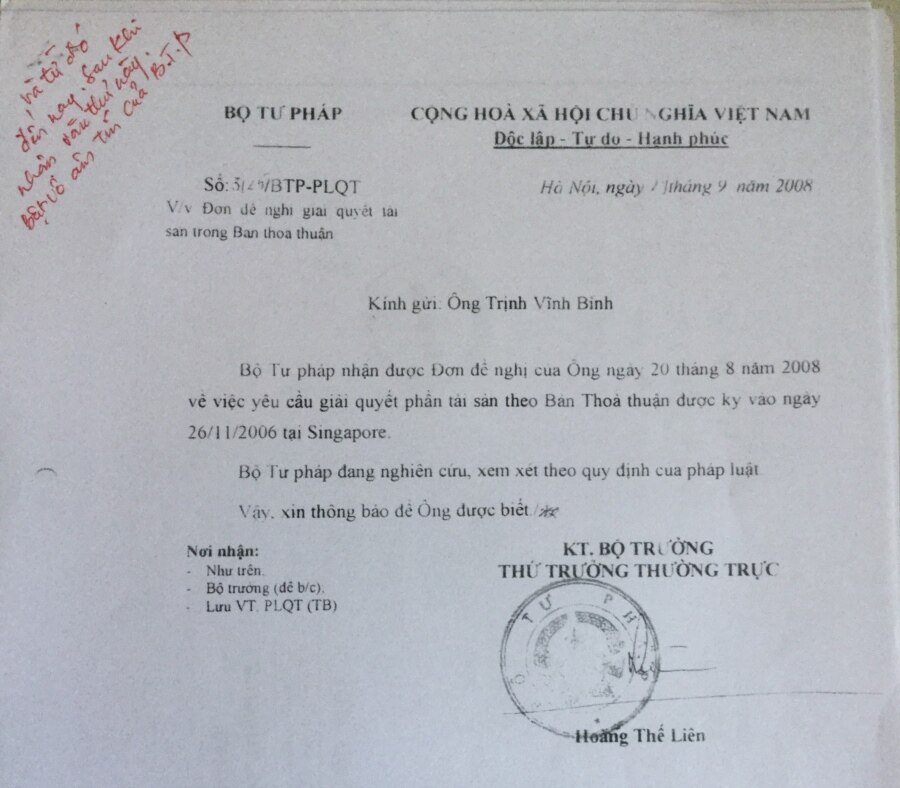 và từ đó
đến nay. Sau khi
nhận văn thư này.
Bặt vô âm tín của B.T.P
BỘ TƯ PHÁP
CỘNG HOÀ XÃ HỘI CHỦ NGHĨA VIỆT NAM
Độc lập - Tự do - Hạnh phúc
Số: /BTP-PLQT
Hà Nội, ngày tháng 9 năm 2008
V/v Đơn đề nghị giải quyết tài
sản trong Bản thoả thuận
Kính gửi: Ông Trịnh Vĩnh Bình
Bộ Tư pháp nhận được Đơn đề nghị của Ông ngày 20 tháng 8 năm 2008
về việc yêu cầu giải quyết phần tài sản theo Bản Thoả thuận được ký vào ngày
26/11/2006 tại Singapore.
Bộ Tư pháp đang nghiên cứu, xem xét theo quy định của pháp luật
Vậy, xin thông báo để Ông được biết./.
Nơi nhận:
- Như trên.
- Bộ trưởng (để b/c);
- Lưu VT. PLQT (TB)
KT. BỘ TRƯỞNG
THỨ TRƯỞNG THƯỜNG TRỰC
TƯ PH
Hoàng Thế Liên